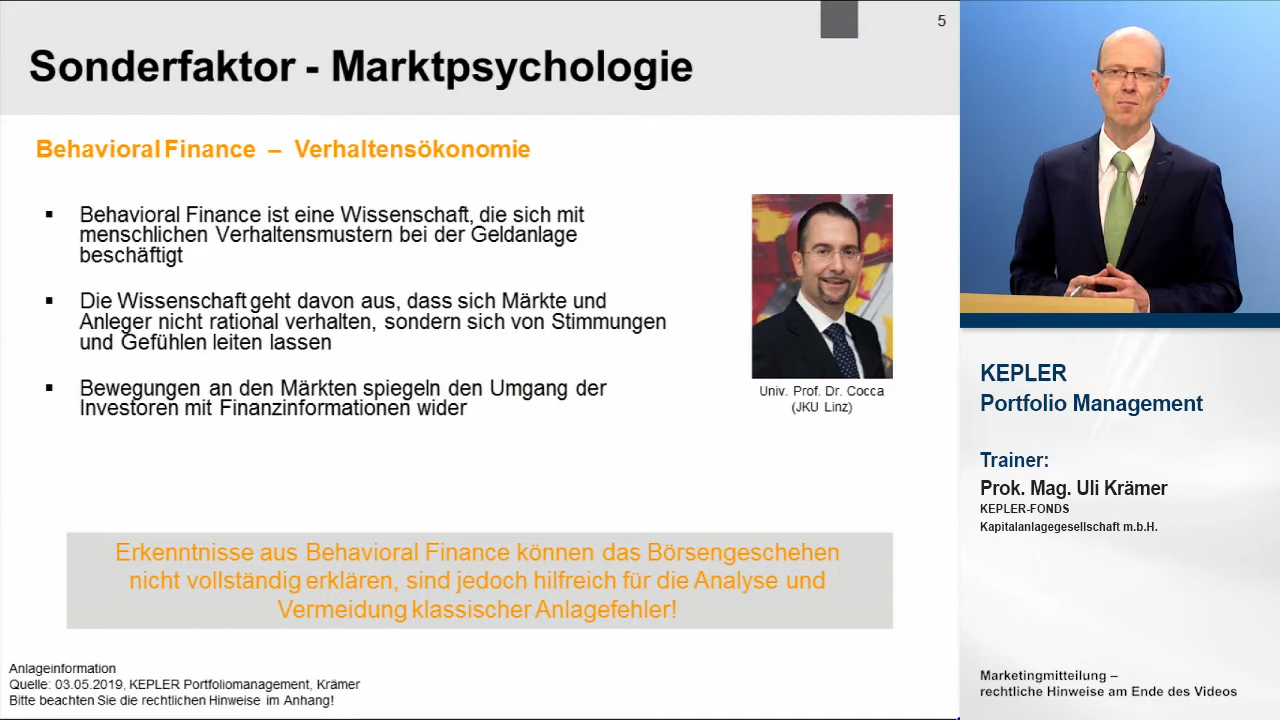 5
Sonderfaktor - Marktpsychologie
Behavioral Finance – Verhaltensökonomie
▪ Behavioral Finance ist eine Wissenschaft, die sich mit
menschlichen Verhaltensmustern bei der Geldanlage
beschäftigt
▪ Die Wissenschaft geht davon aus, dass sich Märkte und
Anleger nicht rational verhalten, sondern sich von Stimmungen
und Gefühlen leiten lassen
▪ Bewegungen an den Märkten spiegeln den Umgang der
Investoren mit Finanzinformationen wider
Univ. Prof. Dr. Cocca
(JKU Linz)
Erkenntnisse aus Behavioral Finance können das Börsengeschehen
nicht vollständig erklären, sind jedoch hilfreich für die Analyse und
Vermeidung klassischer Anlagefehler!
Anlageinformation
Quelle: 03.05.2019, KEPLER Portfoliomanagement, Krämer
Bitte beachten Sie die rechtlichen Hinweise im Anhang!
KEPLER
Portfolio Management
Trainer:
Prok. Mag. Uli Krämer
KEPLER-FONDS
Kapitalanlagegesellschaft m.b.H.
Marketingmitteilung –
rechtliche Hinweise am Ende des Videos